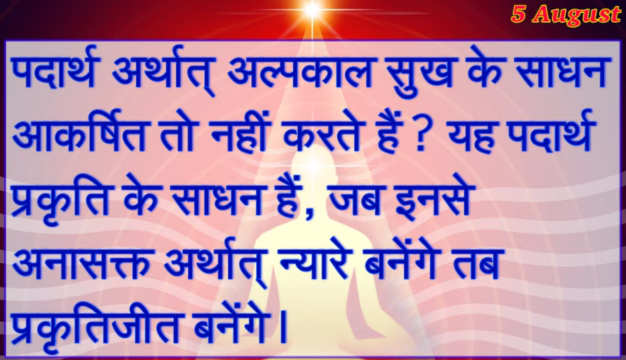 5 August
पदार्थ अर्थात् अल्पकाल सुख के साधन
आकर्षित तो नहीं करते हैं ? यह पदार्थ
प्रकृति के साधन हैं, जब इनसे
अनासक्त अर्थात् न्यारे बनेंगे तब
प्रकृतिजीत बनेंगे।